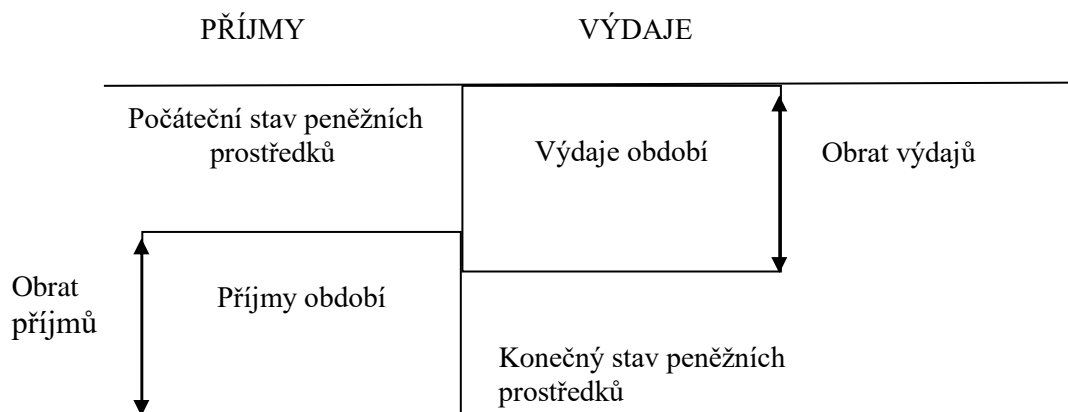 PŘÍJMY
VÝDAJE
Počáteční stav peněžních
prostředků
Výdaje období
Obrat výdajů
Obrat
příjmů
Příjmy období
Konečný stav peněžních
prostředků